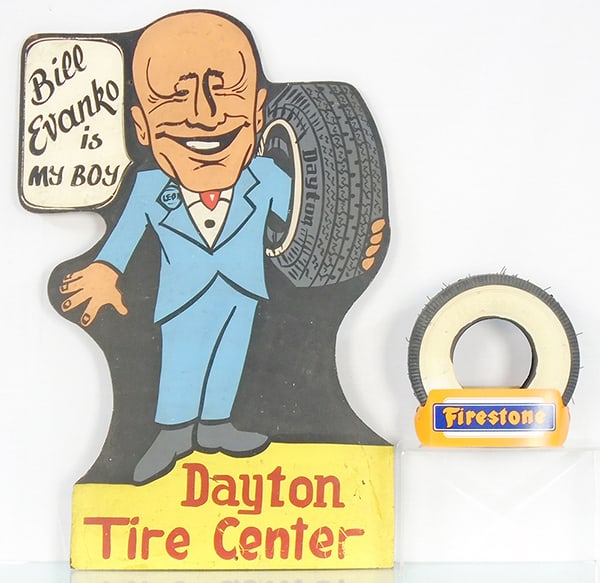 Bill
Evanko
is
MY BOY
Dayton
Firestone
Dayton
Tire Center